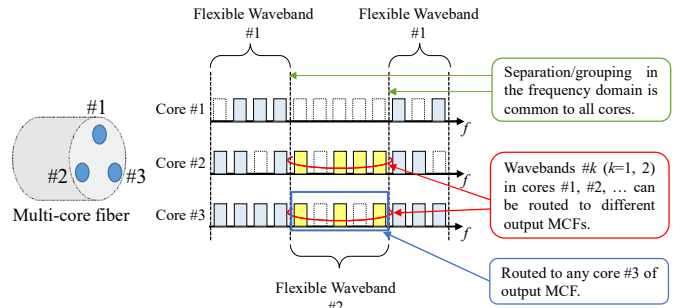 Flexible Waveband
#1
Flexible Waveband
#1
Separation/grouping in
the frequency domain is
common to all cores.
Core #1
f
#1
#2
#3
Multi-core fiber
Core #2
f
Wavebands #k (k=1, 2)
in cores #1, #2, … can
be routed to different
output MCFs.
Core #3
f
Routed to any core #3 of
output MCF.
Flexible Waveband
#2